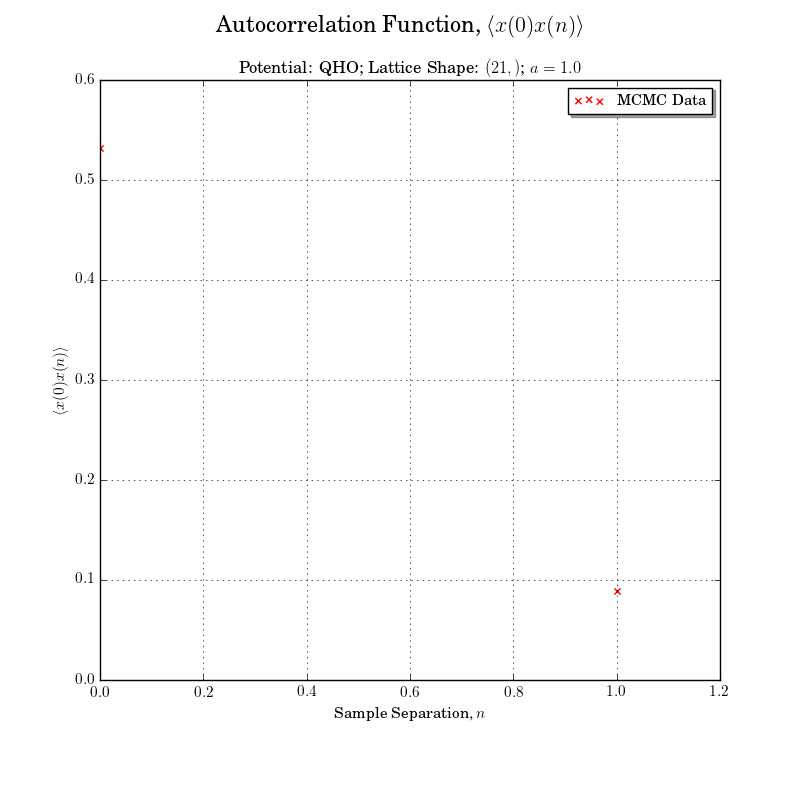 Autocorrelation Function, ⟨x(0)x(n)⟩
Potential: QHO; Lattice Shape: (21,); a = 1.0
MCMC Data
0.6
0.5
0.4
0.3
0.2
0.1
0.0
⟨x(0)x(n)⟩
0.0 0.2 0.4 0.6 0.8 1.0 1.2
Sample Separation, n